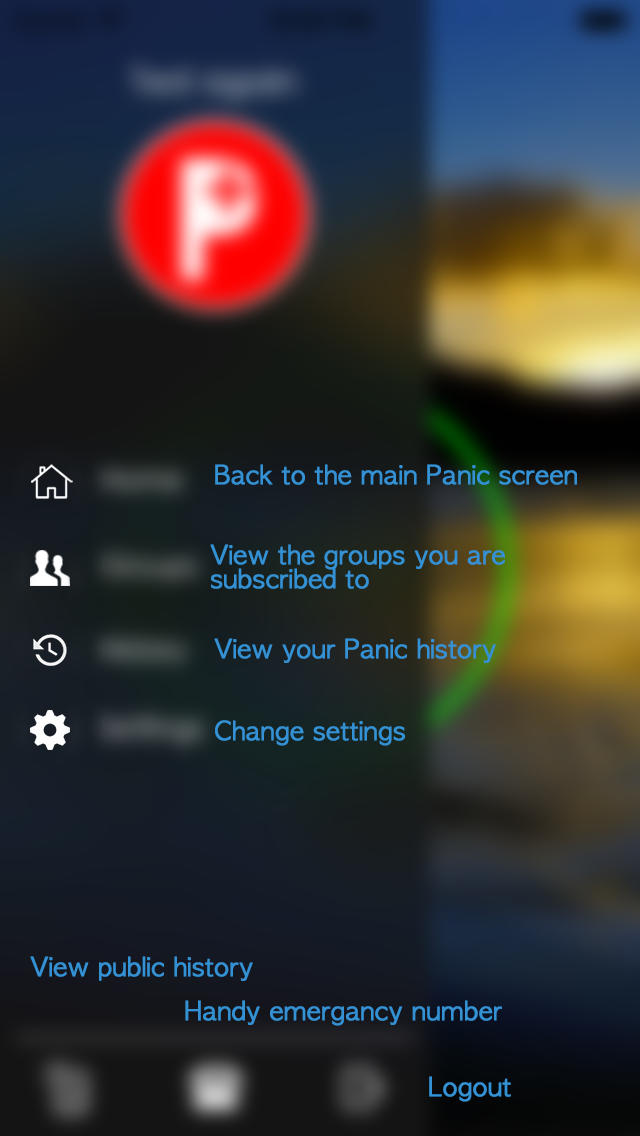 Back to the main Panic screen
View the groups you are
subscribed to
View your Panic history
Change settings
View public history
Handy emergancy number
Logout